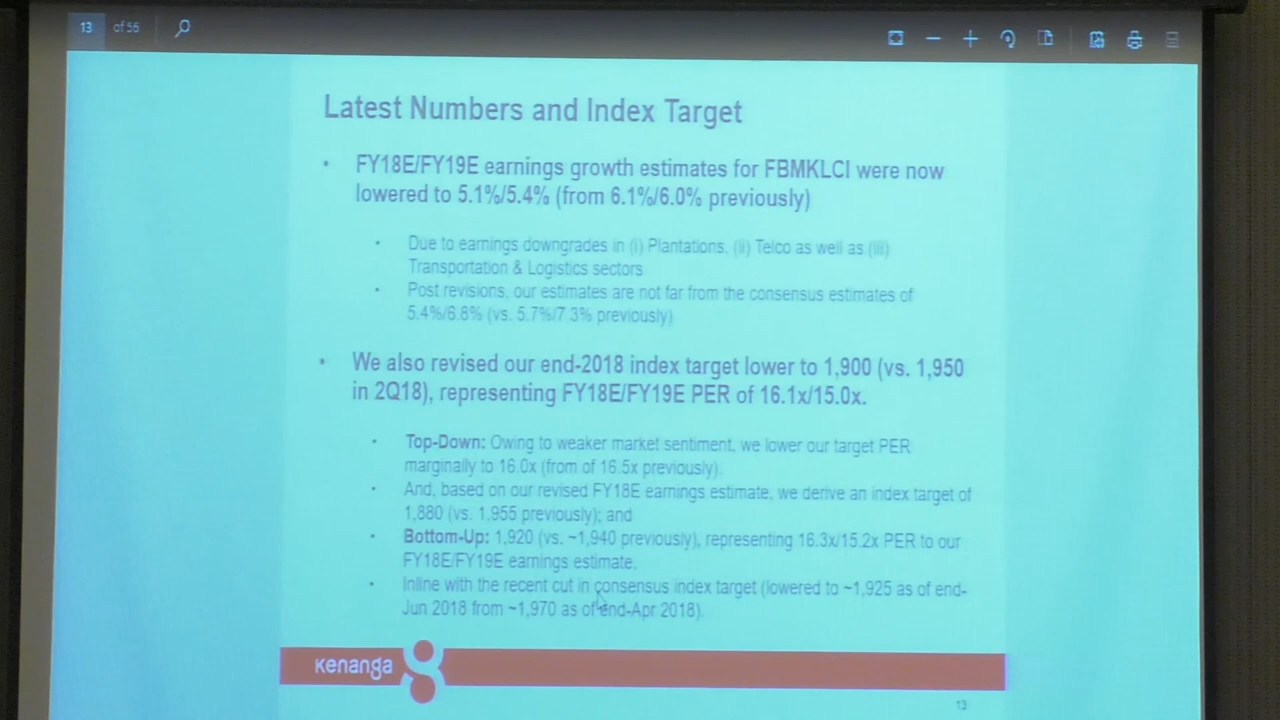 13 of 56
Latest Numbers and Index Target
• FY18E/FY19E earnings growth estimates for FBMKLCI were now
lowered to 5.1%/5.4% (from 6.1%/6.0% previously)
• Due to earnings downgrades in (i) Plantations, (ii) Telco as well as (iii)
Transportation & Logistics sectors
• Post revisions, our estimates are not far from the consensus estimates of
5.4%/6.8% (vs. 5.7%/7.3% previously)
• We also revised our end-2018 index target lower to 1,900 (vs. 1,950
in 2Q18), representing FY18E/FY19E PER of 16.1x/15.0x.
• Top-Down: Owing to weaker market sentiment, we lower our target PER
marginally to 16.0x (from of 16.5x previously).
• And, based on our revised FY18E earnings estimate, we derive an index target of
1,880 (vs. 1,955 previously); and
• Bottom-Up: 1,920 (vs. ~1,940 previously), representing 16.3x/15.2x PER to our
FY18E/FY19E earnings estimate.
• Inline with the recent cut in consensus index target (lowered to ~1,925 as of end-
Jun 2018 from ~1,970 as of end-Apr 2018).
kenanga
13